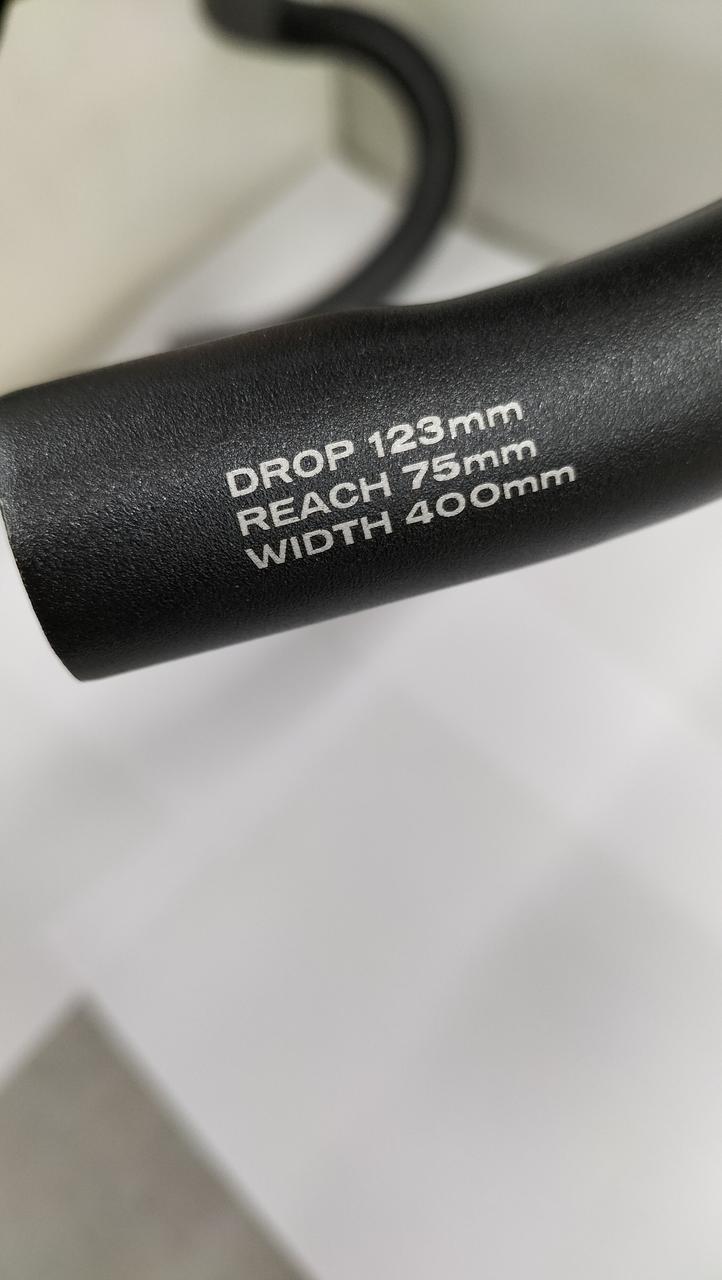 DROP 123mm
REACH 75mm
WIDTH 400mm